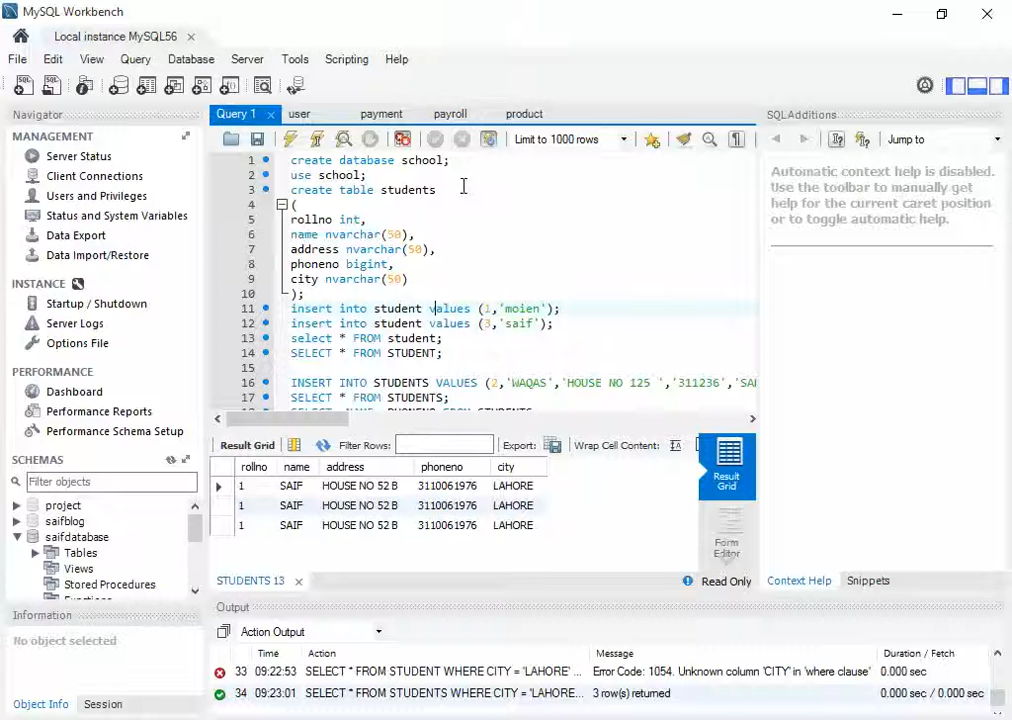 MySQL Workbench
Local instance MySQL56
File Edit View Query Database Server Tools Scripting Help
Navigator
MANAGEMENT
Server Status
Client Connections
Users and Privileges
Status and System Variables
Data Export
Data Import/Restore
INSTANCE
Startup / Shutdown
Server Logs
Options File
PERFORMANCE
Dashboard
Performance Reports
Performance Schema Setup
SCHEMAS
Filter objects
project
saifblog
saifdatabase
Tables
Views
Stored Procedures
Functions
Information
No object selected
Object Info Session
Query 1 user payment payroll product
Limit to 1000 rows
1 create database school;
2 use school;
3 create table students
4 (
5 rollno int,
6 name nvarchar(50),
7 address nvarchar(50),
8 phoneno bigint,
9 city nvarchar(50)
10 );
11 insert into student values (1,'moien');
12 insert into student values (3,'saif');
13 select * FROM student;
14 SELECT * FROM STUDENT;
15
16 INSERT INTO STUDENTS VALUES (2,'WAQAS','HOUSE NO 125 ','311236','SA
17 SELECT * FROM STUDENTS;
Result Grid Filter Rows: Export: Wrap Cell Content:
rollno name address phoneno city
1 SAIF HOUSE NO 52 B 3110061976 LAHORE
1 SAIF HOUSE NO 52 B 3110061976 LAHORE
1 SAIF HOUSE NO 52 B 3110061976 LAHORE
Result Grid
Form Editor
STUDENTS 13
Read Only
SQLAdditions
Jump to
Automatic context help is disabled.
Use the toolbar to manually get
help for the current caret position
or to toggle automatic help.
Context Help Snippets
Output
Action Output
Time Action Message Duration / Fetch
33 09:22:53 SELECT * FROM STUDENT WHERE CITY = 'LAHORE' ... Error Code: 1054. Unknown column 'CITY' in 'where clause' 0.000 sec
34 09:23:01 SELECT * FROM STUDENTS WHERE CITY = 'LAHORE... 3 row(s) returned 0.000 sec / 0.000 sec